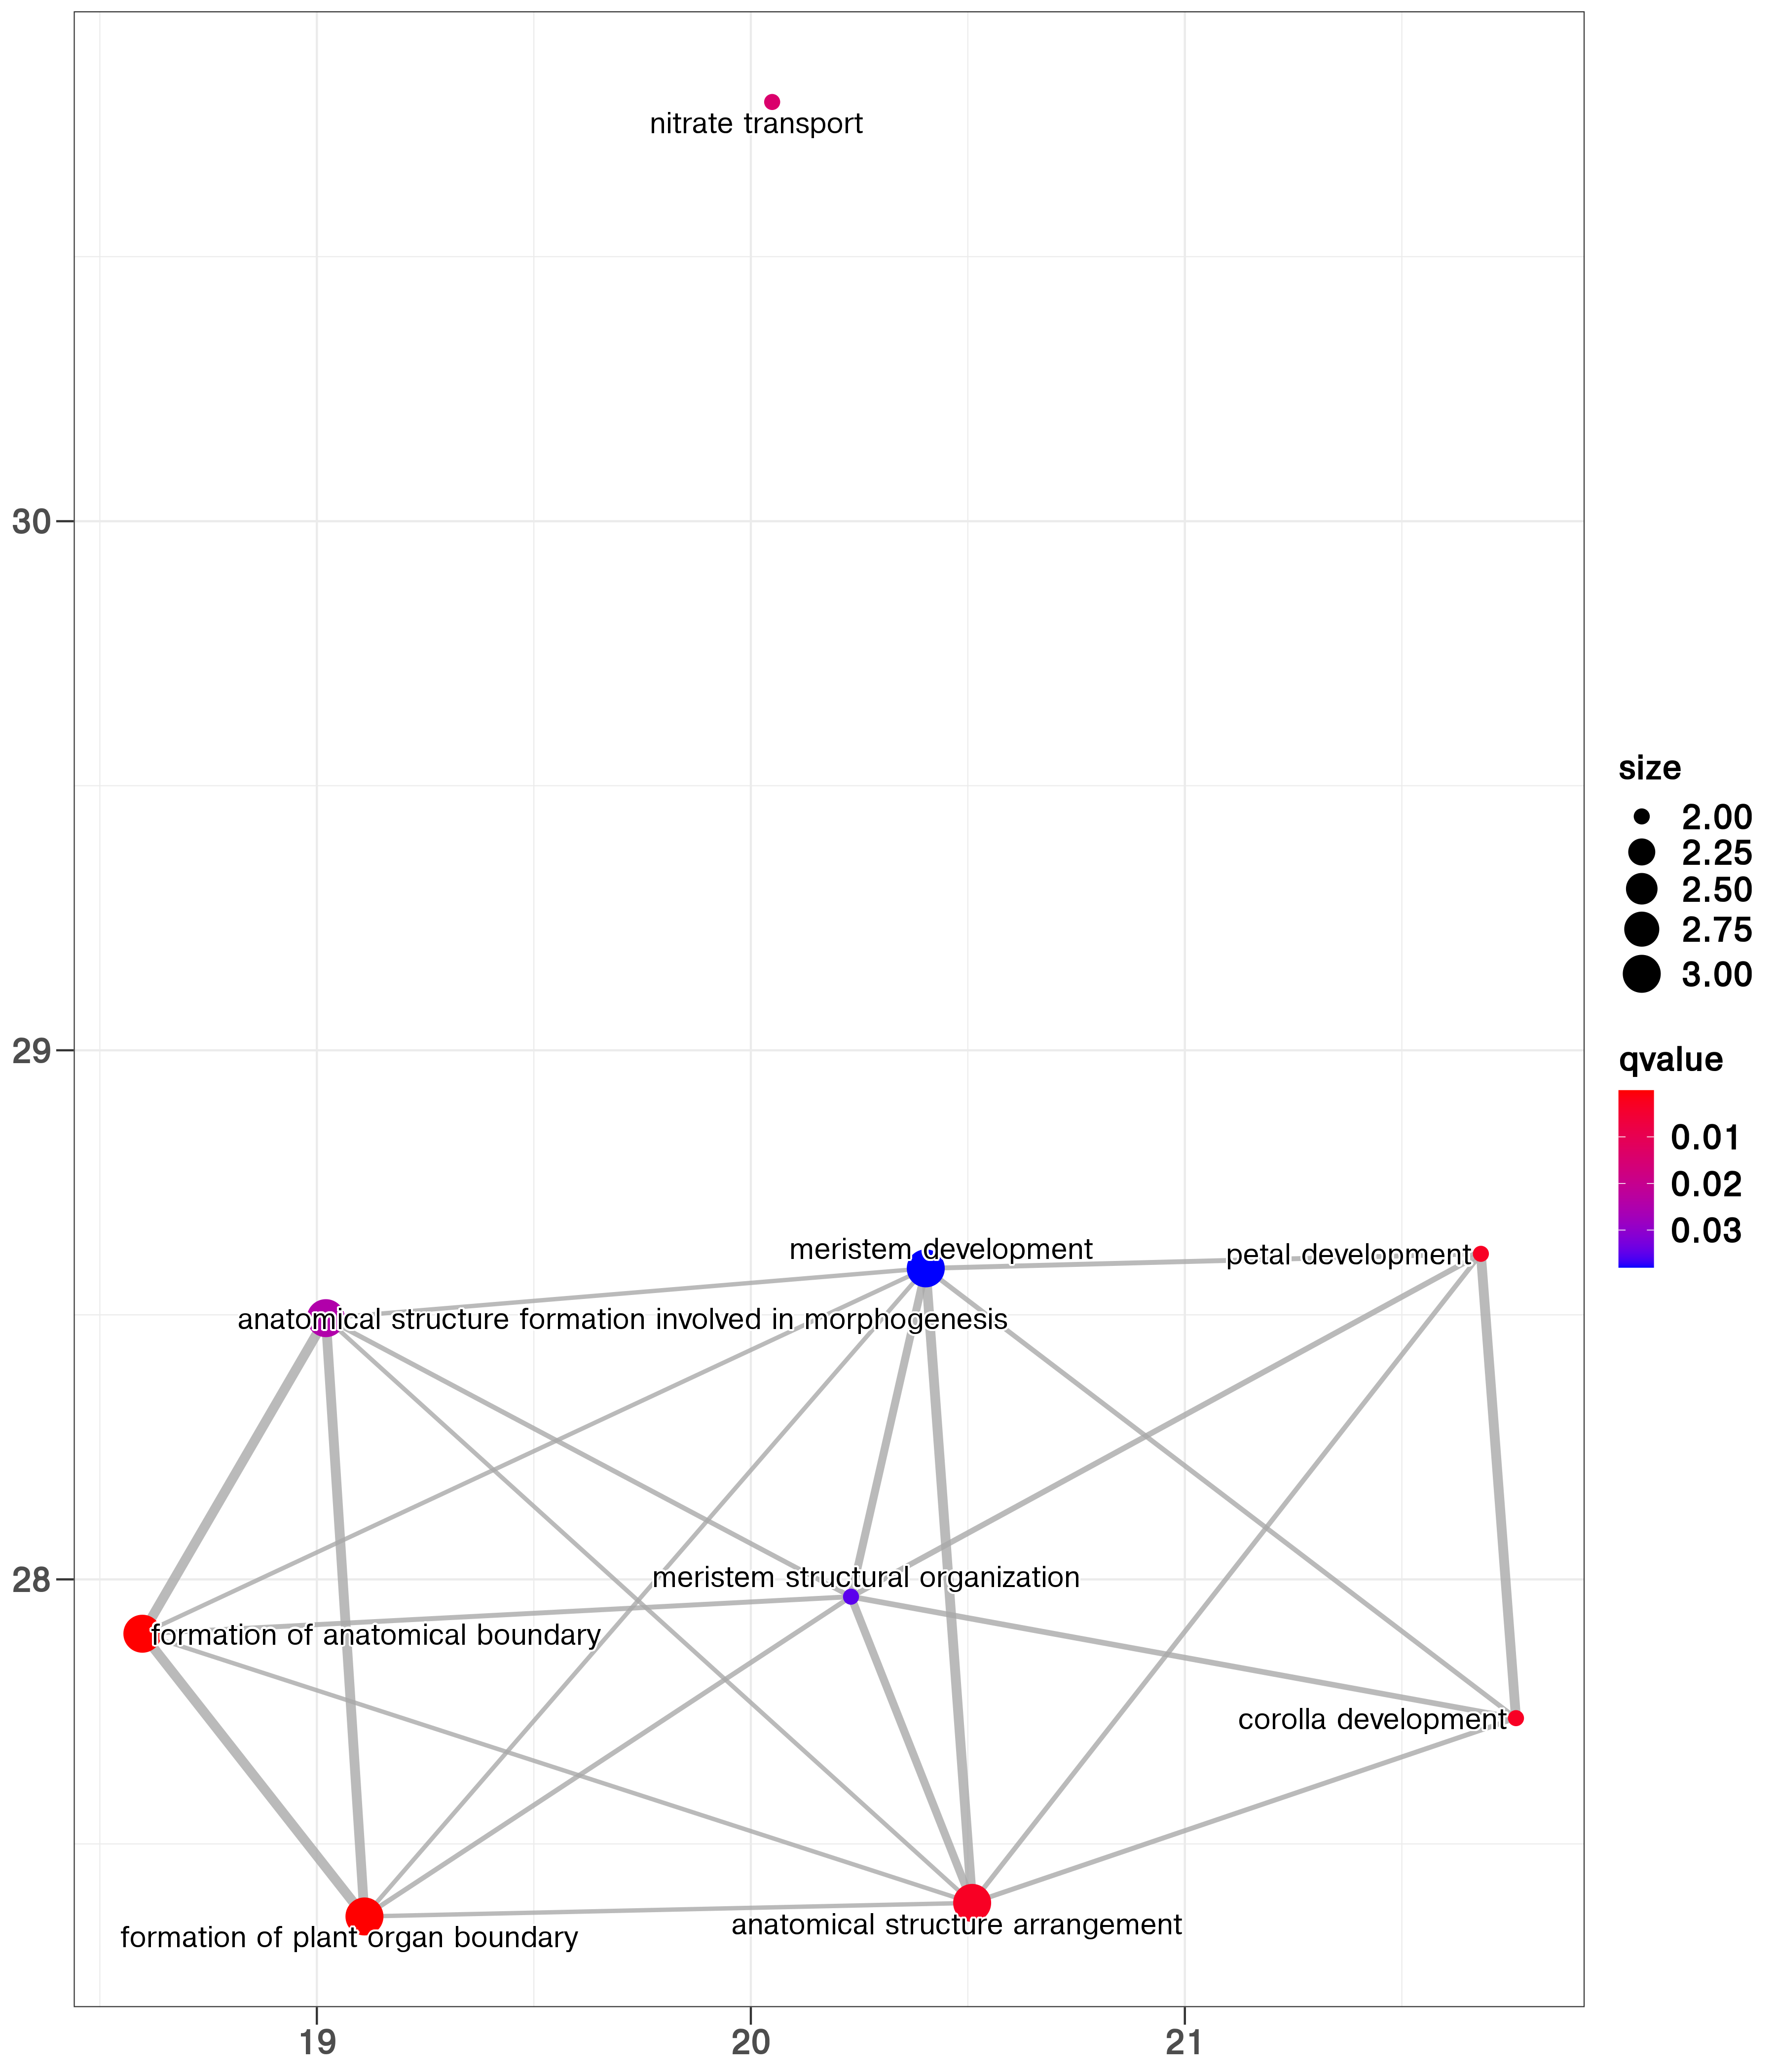 nitrate transport
30
size
2.00
2.25
2.50
2.75
3.00
29
qvalue
0.01
0.02
0.03
meristem development
petal development
anatomical structure formation involved in morphogenesis
28
meristem structural organization
formation of anatomical boundary
corolla development
anatomical structure arrangement
formation of plant organ boundary
19
20
21